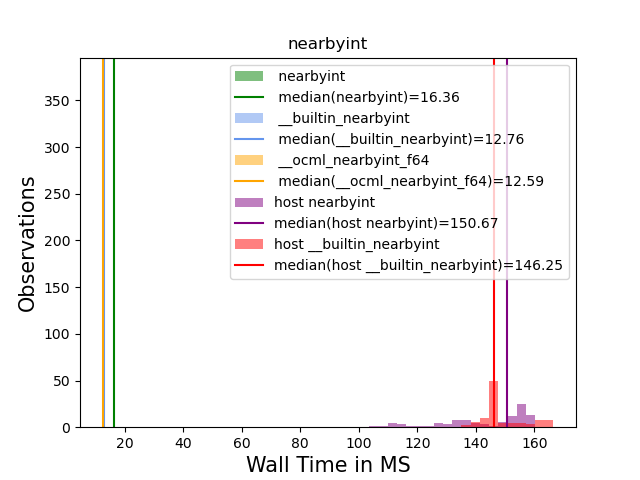 nearbyint
Observations
350
300
250
200
150
100
50
0
nearbyint
median(nearbyint)=16.36
__builtin_nearbyint
median(__builtin_nearbyint)=12.76
__ocml_nearbyint_f64
median(__ocml_nearbyint_f64)=12.59
host nearbyint
median(host nearbyint)=150.67
host __builtin_nearbyint
median(host __builtin_nearbyint)=146.25
20 40 60 80 100 120 140 160
Wall Time in MS